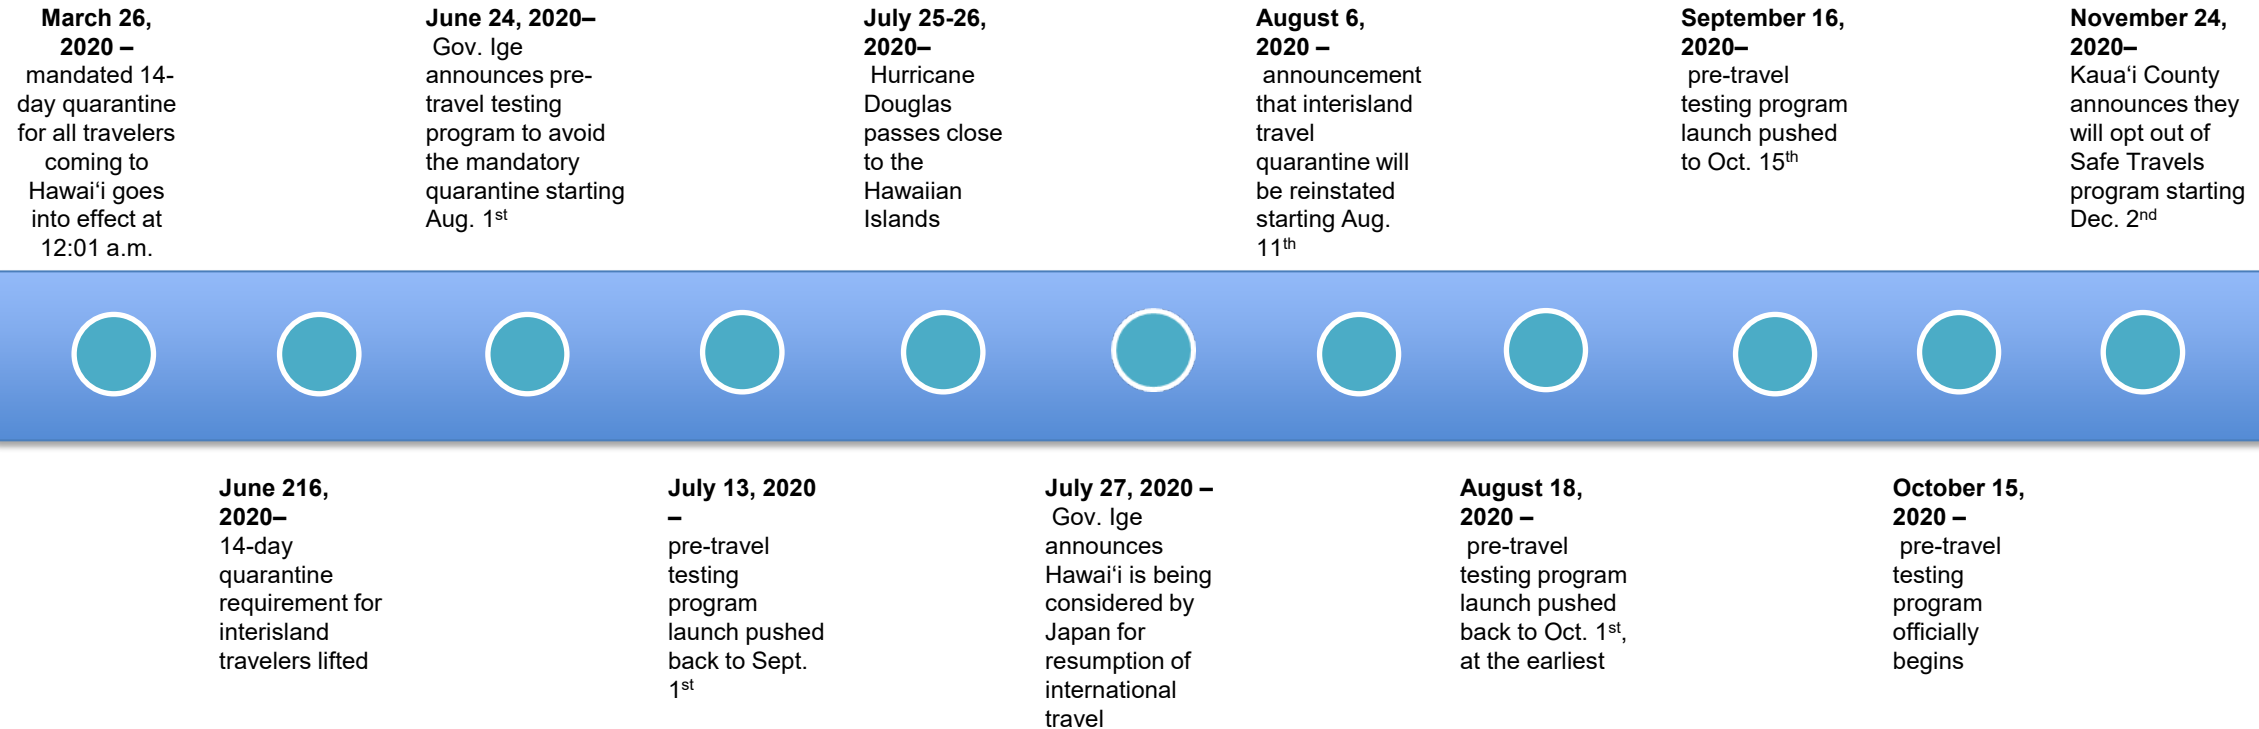 March 26,
2020 –
mandated 14-
day quarantine
for all travelers
coming to
Hawaiʻi goes
into effect at
12:01 a.m.
June 216,
2020–
14-day
quarantine
requirement for
interisland
travelers lifted
June 24, 2020–
Gov. Ige
announces pre-
travel testing
program to avoid
the mandatory
quarantine starting
Aug. 1st
July 13, 2020
–
pre-travel
testing
program
launch pushed
back to Sept.
1st
July 25-26,
2020–
Hurricane
Douglas
passes close
to the
Hawaiian
Islands
July 27, 2020 –
Gov. Ige
announces
Hawaiʻi is being
considered by
Japan for
resumption of
international
travel
August 6,
2020 –
announcement
that interisland
travel
quarantine will
be reinstated
starting Aug.
11th
August 18,
2020 –
pre-travel
testing program
launch pushed
back to Oct. 1st,
at the earliest
September 16,
2020–
pre-travel
testing program
launch pushed
to Oct. 15th
October 15,
2020 –
pre-travel
testing
program
officially
begins
November 24,
2020–
Kauaʻi County
announces they
will opt out of
Safe Travels
program starting
Dec. 2nd